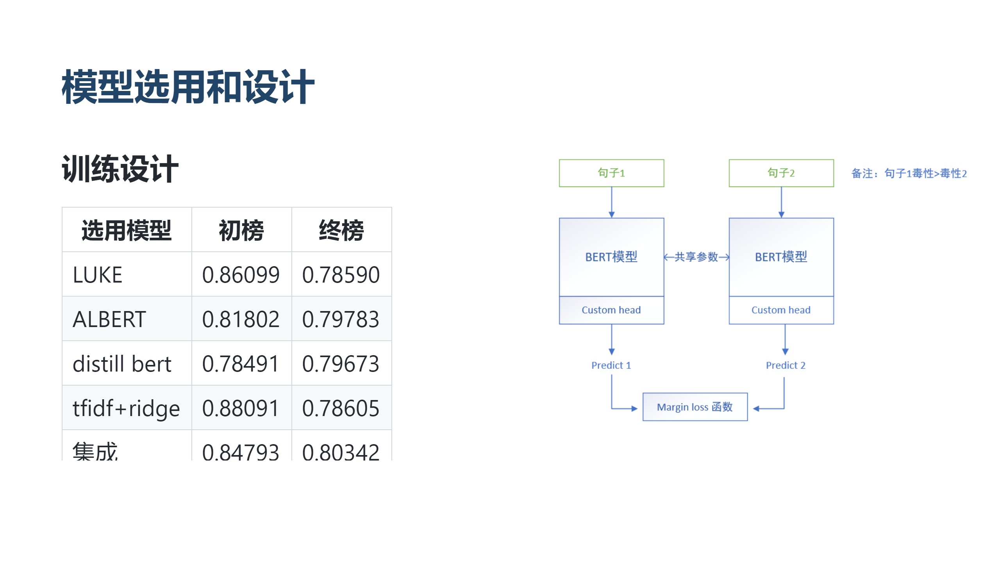 模型选用和设计
训练设计
选用模型 初榜 终榜
LUKE 0.86099 0.78590
ALBERT 0.81802 0.79783
distill bert 0.78491 0.79673
tfidf+ridge 0.88091 0.78605
集成 0.84793 0.80342
句子1 句子2 备注：句子1毒性>毒性2
BERT模型 共享参数 BERT模型
Custom head Custom head
Predict 1 Predict 2
Margin loss 函数